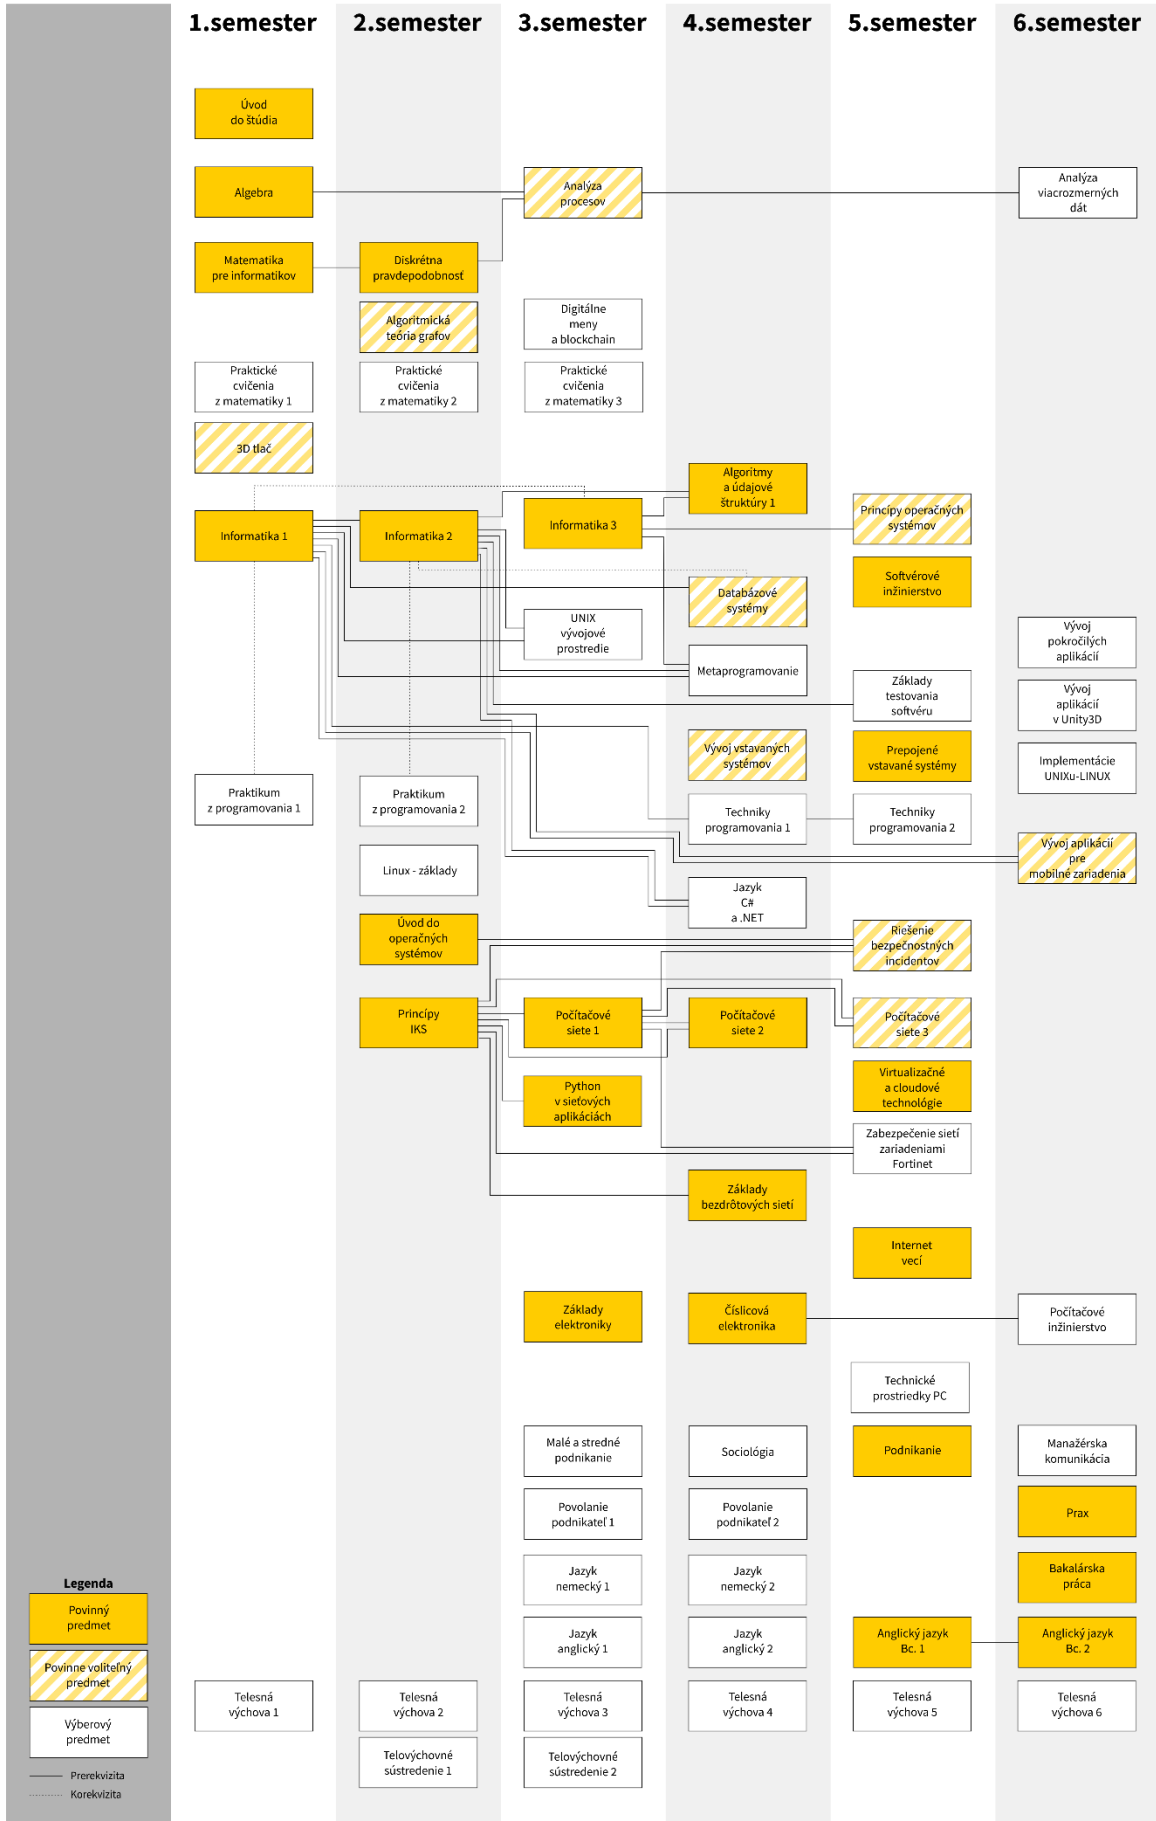 1.semester
2.semester
3.semester
4.semester
5.semester
6.semester
Úvod
do štúdia
Algebra
Analýza
procesov
Analýza
viacrozmerných
dát
Matematika
pre informatikov
Diskrétna
pravdepodobnosť
Algoritmická
teória grafov
Digitálne
meny
a blockchain
Praktické
cvičenia
z matematiky 1
Praktické
cvičenia
z matematiky 2
Praktické
cvičenia
z matematiky 3
3D tlač
Algoritmy
a údajové
štruktúry 1
Informatika 1
Informatika 2
Informatika 3
Princípy operačných
systémov
Softvérové
inžinierstvo
Databázové
systémy
UNIX
vývojové
prostredie
Vývoj
pokročilých
aplikácií
Metaprogramovanie
Základy
testovania
softvéru
Vývoj
aplikácií
v Unity3D
Vývoj vstavaných
systémov
Prepojené
vstavané systémy
Implementácie
UNIXu-LINUX
Praktikum
z programovania 1
Praktikum
z programovania 2
Techniky
programovania 1
Techniky
programovania 2
Vývoj aplikácií
pre
mobilné zariadenia
Linux - základy
Jazyk
C#
a .NET
Úvod do
operačných
systémov
Riešenie
bezpečnostných
incidentov
Princípy
IKS
Počítačové
siete 1
Počítačové
siete 2
Počítačové
siete 3
Python
v sieťových
aplikáciách
Virtualizačné
a cloudové
technológie
Zabezpečenie sietí
zariadeniami
Fortinet
Základy
bezdrôtových sietí
Internet
vecí
Základy
elektroniky
Číslicová
elektronika
Počítačové
inžinierstvo
Technické
prostriedky PC
Malé a stredné
podnikanie
Sociológia
Podnikanie
Manažérska
komunikácia
Povolanie
podnikateľ 1
Povolanie
podnikateľ 2
Prax
Jazyk
nemecký 1
Jazyk
nemecký 2
Bakalárska
práca
Jazyk
anglický 1
Jazyk
anglický 2
Anglický jazyk
Bc. 1
Anglický jazyk
Bc. 2
Telesná
výchova 1
Telesná
výchova 2
Telesná
výchova 3
Telesná
výchova 4
Telesná
výchova 5
Telesná
výchova 6
Telovýchovné
sústredenie 1
Telovýchovné
sústredenie 2
Legenda
Povinný
predmet
Povinne voliteľný
predmet
Výberový
predmet
Prerekvizita
Korekvizita